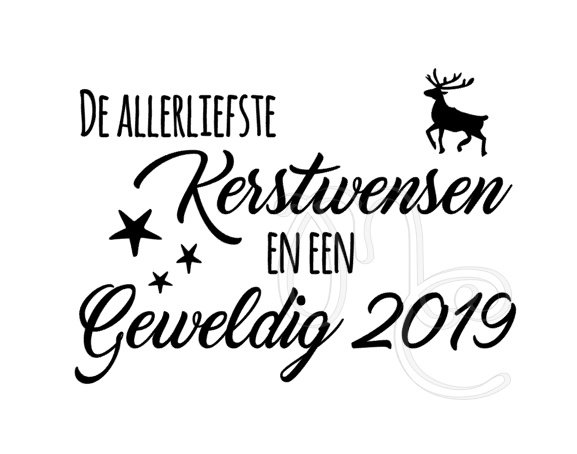 De allerliefste
Kerstwensen
en een
Geweldig 2019